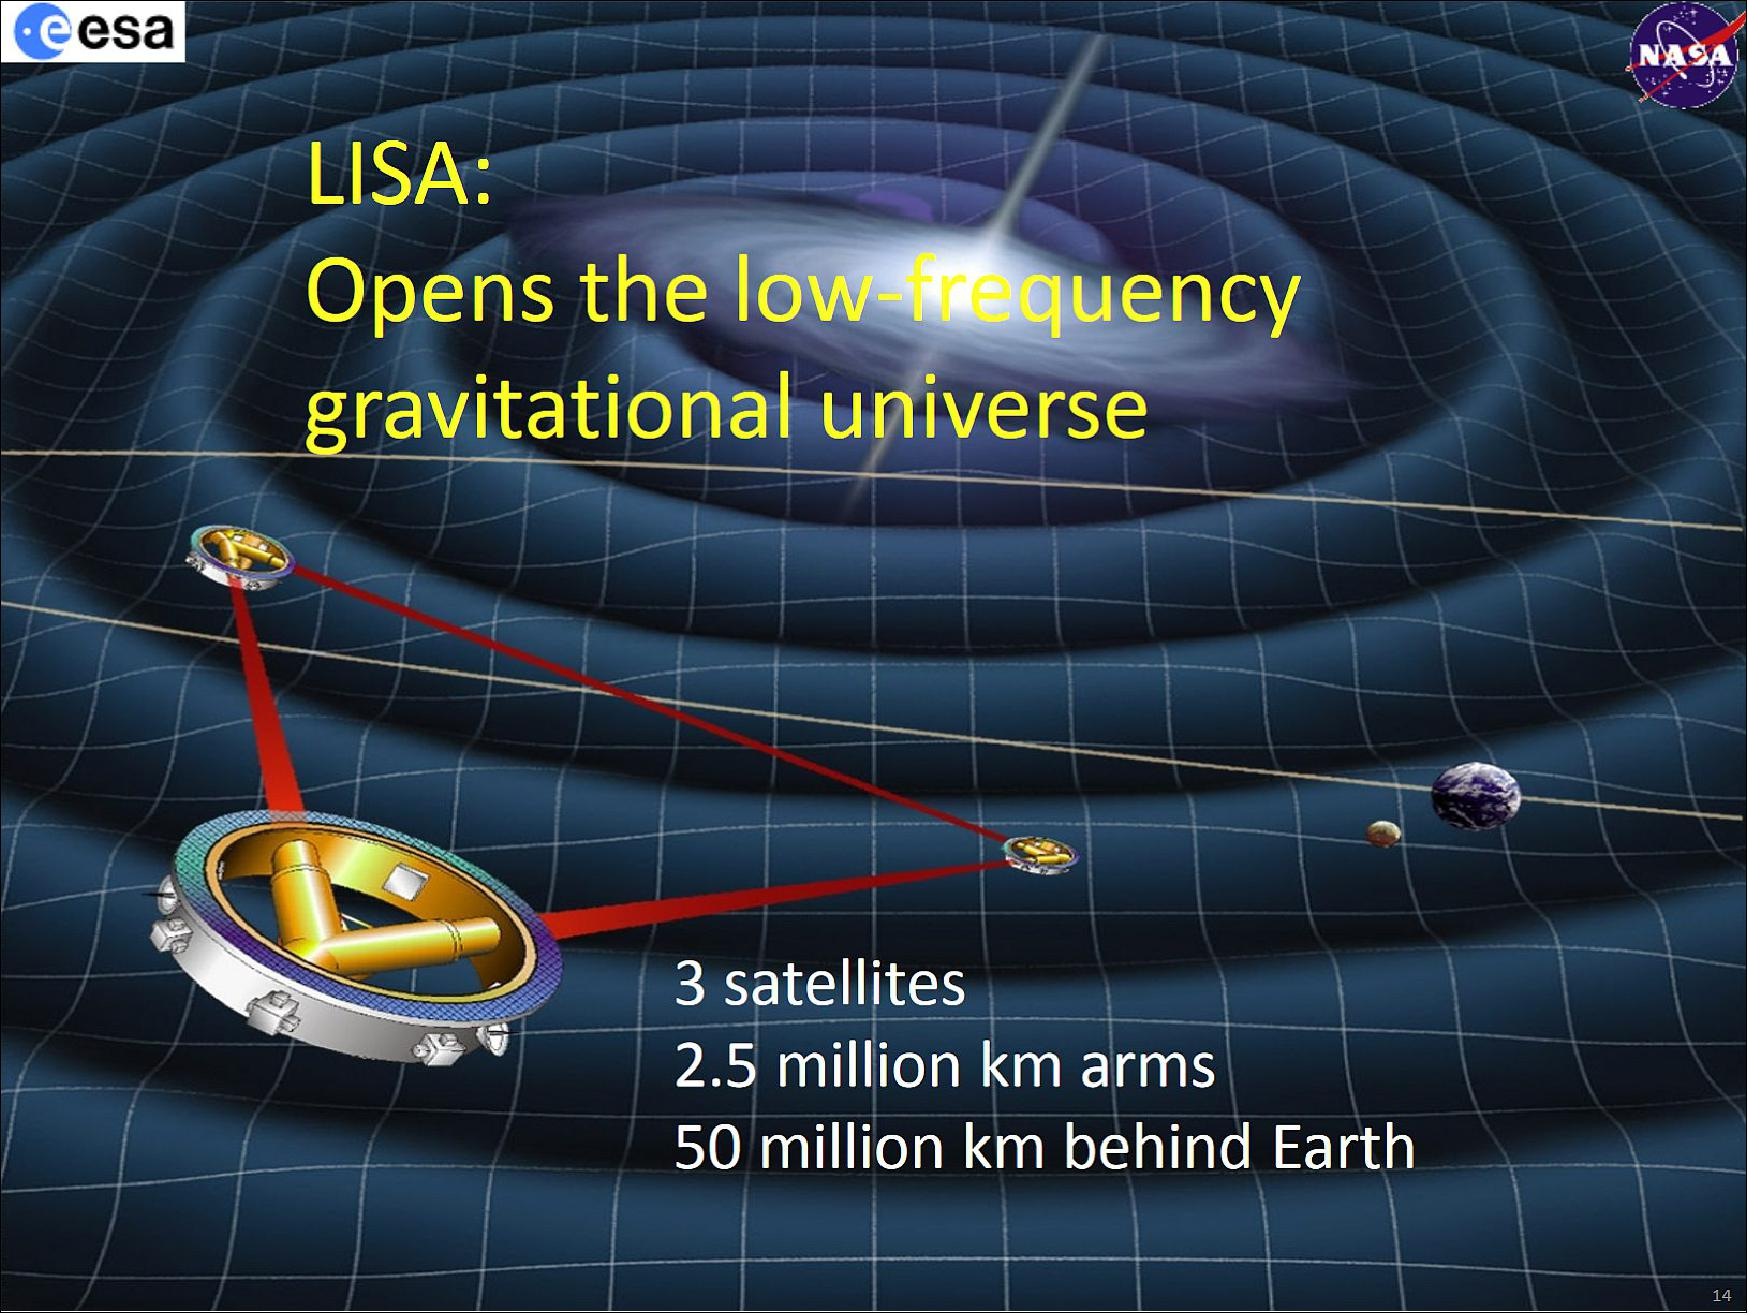 esa
NASA
LISA:
Opens the low-frequency
gravitational universe
3 satellites
2.5 million km arms
50 million km behind Earth
14